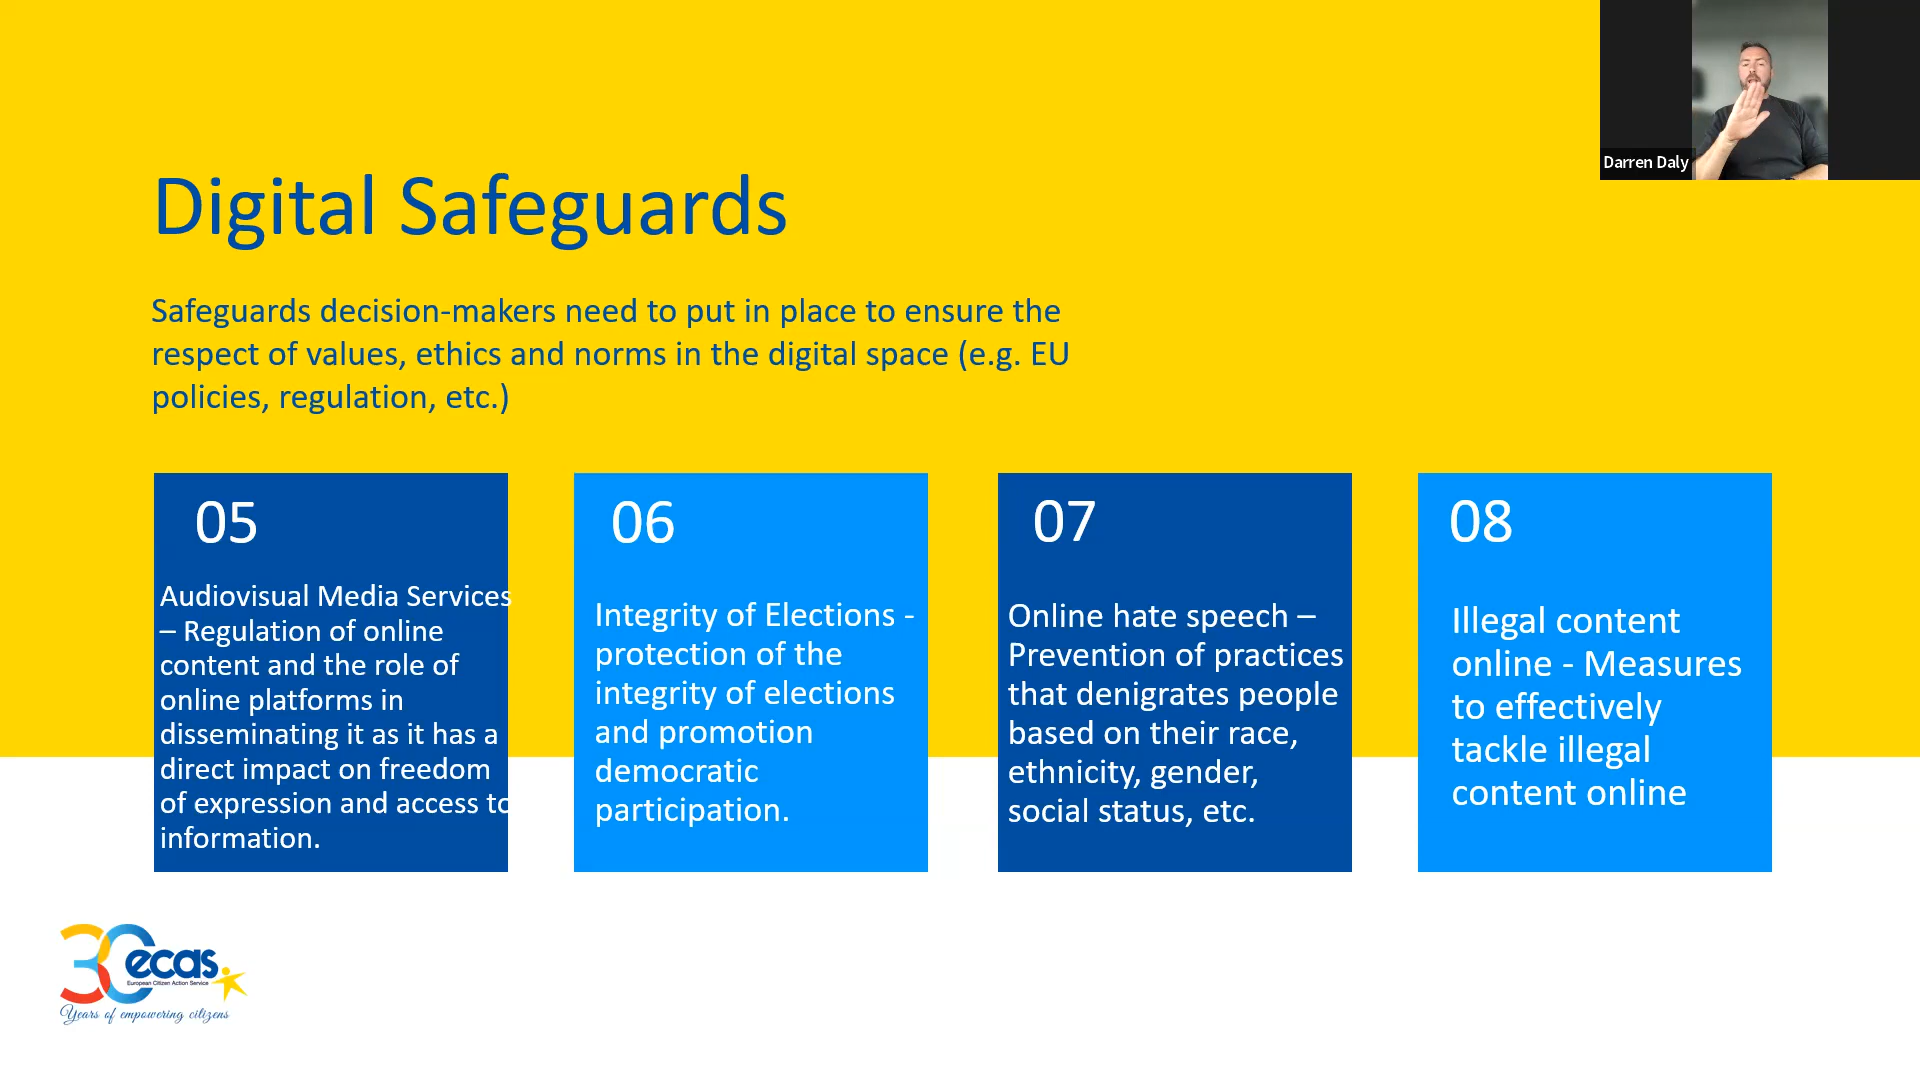 Darren Daly
Digital Safeguards
Safeguards decision-makers need to put in place to ensure the
respect of values, ethics and norms in the digital space (e.g. EU
policies, regulation, etc.)
05
Audiovisual Media Services
– Regulation of online
content and the role of
online platforms in
disseminating it as it has a
direct impact on freedom
of expression and access to
information.
06
Integrity of Elections -
protection of the
integrity of elections
and promotion
democratic
participation.
07
Online hate speech –
Prevention of practices
that denigrates people
based on their race,
ethnicity, gender,
social status, etc.
08
Illegal content
online - Measures
to effectively
tackle illegal
content online
30 ecas
European Citizen Action Service
Years of empowering citizens